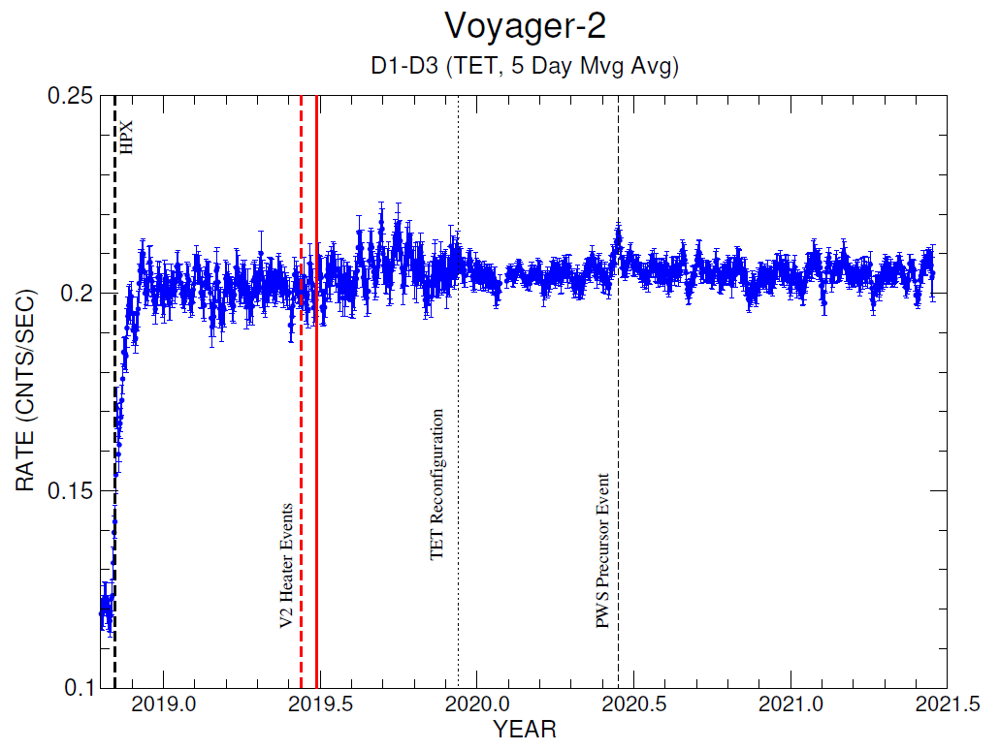 Voyager-2
D1-D3 (TET, 5 Day Mvg Avg)
0.25
HPX
0.2
RATE (CNTS/SEC)
0.15
V2 Heater Events
TET Reconfiguration
PWS Precursor Event
0.1
2019.0 2019.5 2020.0 2020.5 2021.0 2021.5
YEAR